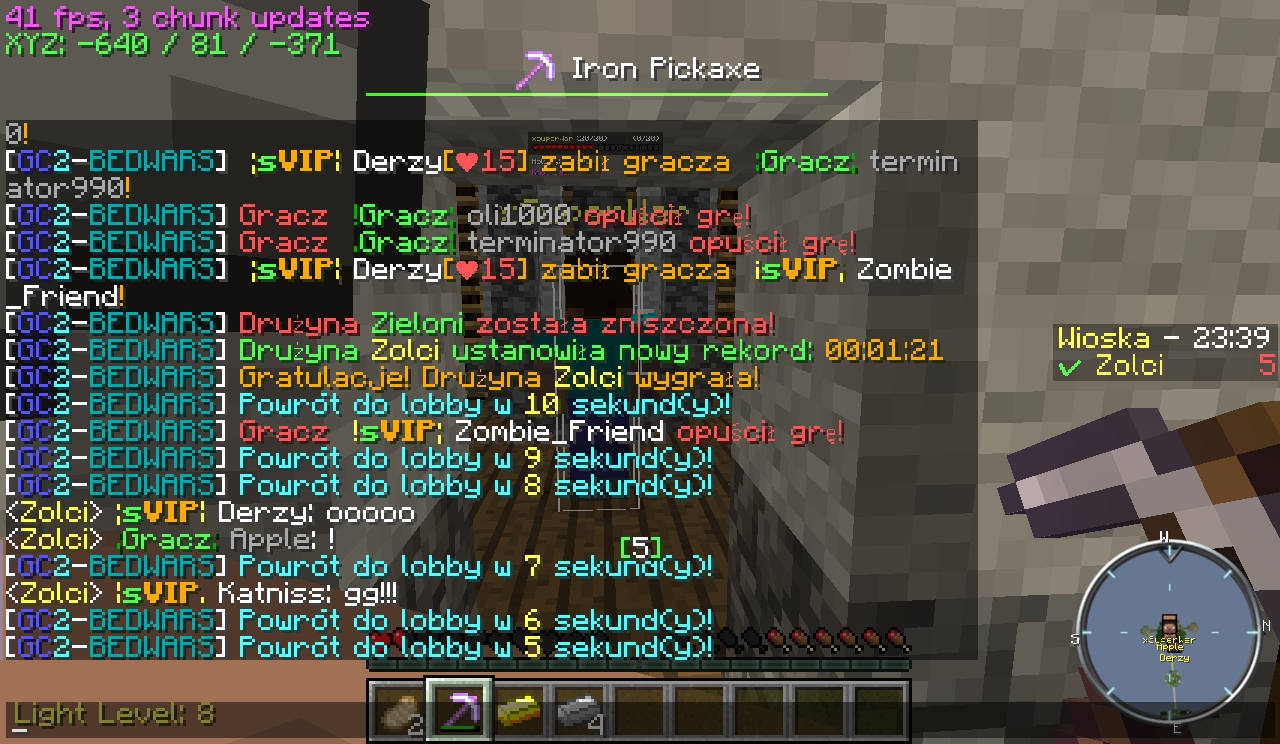 41 fps, 3 chunk updates
XYZ: -640 / 81 / -371
Iron Pickaxe
0!
[GC2-BEDWARS] ¦sVIP¦ Derzy[♥15] zabił gracza ¦Gracz¦ termin
ator990!
[GC2-BEDWARS] Gracz ¦Gracz¦ oli1000 opuścił grę!
[GC2-BEDWARS] Gracz ¦Gracz¦ terminator990 opuścił grę!
[GC2-BEDWARS] ¦sVIP¦ Derzy[♥15] zabił gracza ¦sVIP¦ Zombie
_Friend!
[GC2-BEDWARS] Drużyna Zieloni została zniszczona!
[GC2-BEDWARS] Drużyna Zolci ustanowiła nowy rekord: 00:01:21
[GC2-BEDWARS] Gratulacje! Drużyna Zolci wygrała!
[GC2-BEDWARS] Powrót do lobby w 10 sekund(y)!
[GC2-BEDWARS] Gracz ¦sVIP¦ Zombie_Friend opuścił grę!
[GC2-BEDWARS] Powrót do lobby w 9 sekund(y)!
[GC2-BEDWARS] Powrót do lobby w 8 sekund(y)!
<Zolci> ¦sVIP¦ Derzy: ooooo
<Zolci> ¦Gracz¦ Apple: !
[GC2-BEDWARS] Powrót do lobby w 7 sekund(y)!
<Zolci> ¦sVIP¦ Katniss: gg!!!
[GC2-BEDWARS] Powrót do lobby w 6 sekund(y)!
[GC2-BEDWARS] Powrót do lobby w 5 sekund(y)!
[5]
Wioska - 23:39
✓ Zolci 5
W
S
N
E
Apple
Derzy
2
4
Light Level: 8